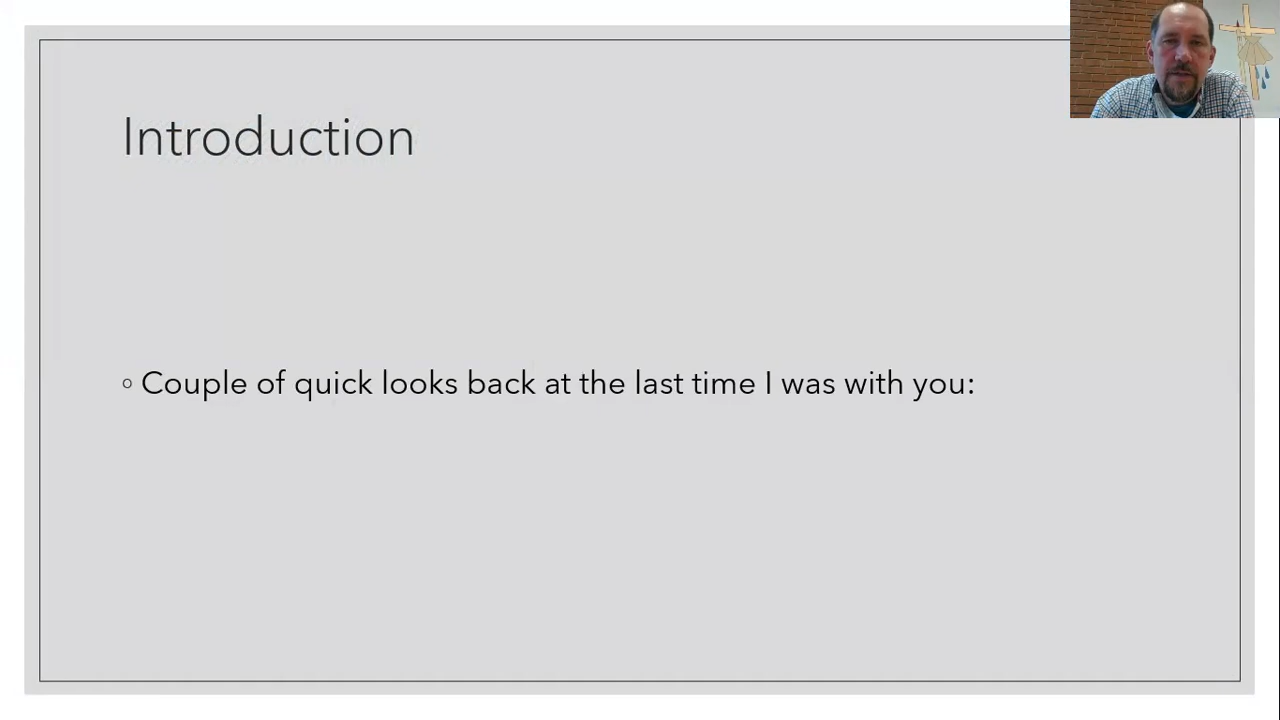 Introduction
◦ Couple of quick looks back at the last time I was with you: